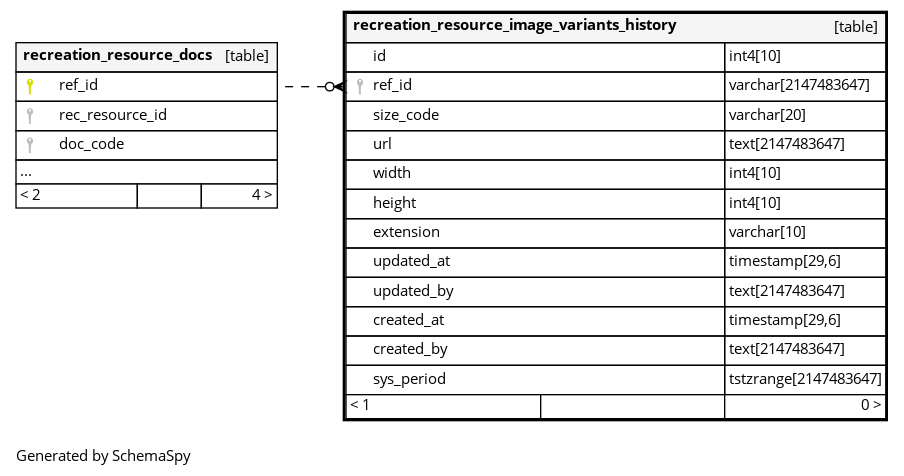 recreation_resource_docs [table]
ref_id
rec_resource_id
doc_code
...
< 2 4 >
recreation_resource_image_variants_history [table]
id int4[10]
ref_id varchar[2147483647]
size_code varchar[20]
url text[2147483647]
width int4[10]
height int4[10]
extension varchar[10]
updated_at timestamp[29,6]
updated_by text[2147483647]
created_at timestamp[29,6]
created_by text[2147483647]
sys_period tstzrange[2147483647]
< 1 0 >
Generated by SchemaSpy